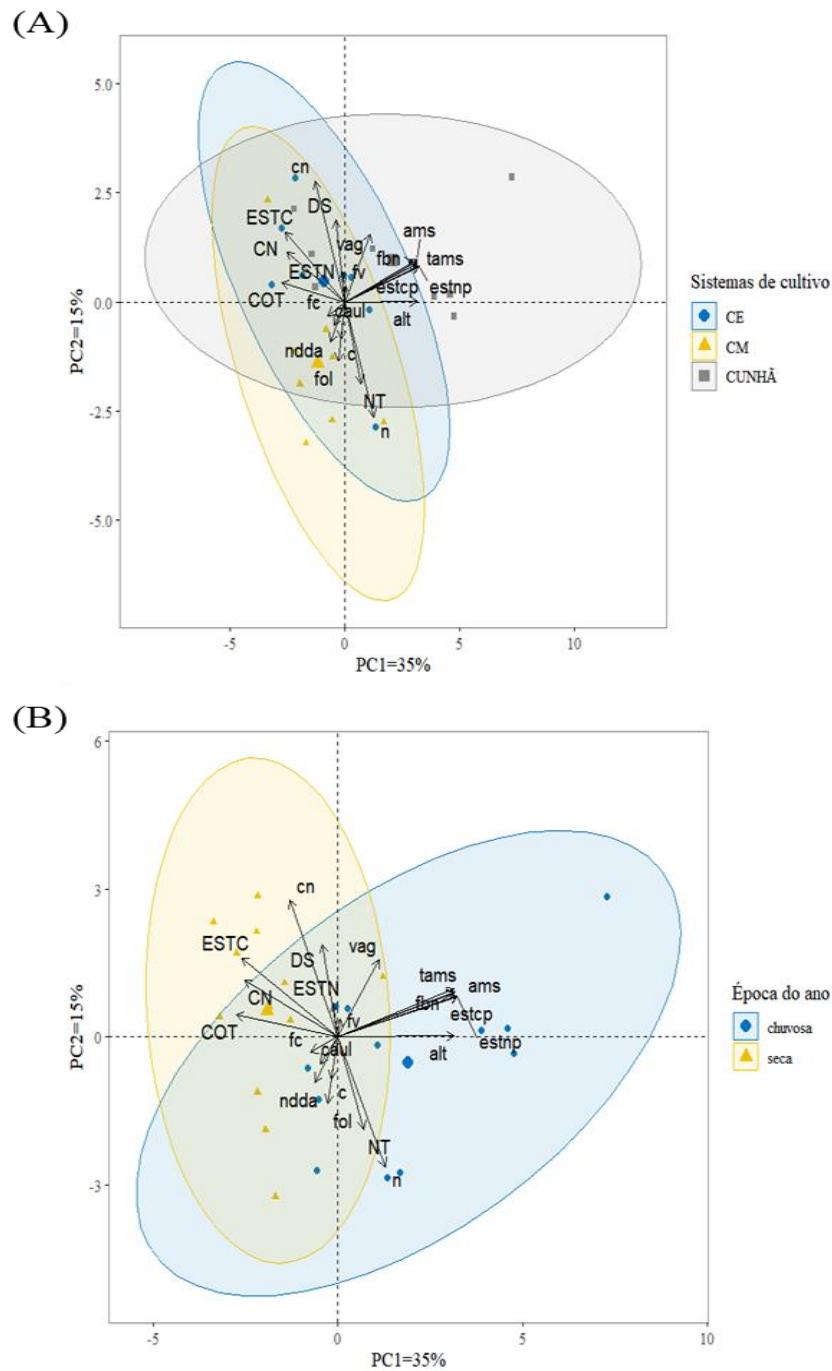 (A)
5.0
2.5
0.0
-2.5
-5.0
PC2=15%
cn
DS
ESTC
vag
ams
CN
fbn
tams
ESTN
fv
estcp
estnp
COT
fc
caul
alt
ndda
c
fol
NT
n
-5
0
5
10
PC1=35%
Sistemas de cultivo
CE
CM
CUNHÃ
(B)
6
3
0
-3
PC2=15%
cn
ESTC
DS
vag
ESTN
tams
ams
CN
fbn
estcp
COT
fv
fc
caul
alt
estnp
ndda
c
fol
NT
n
-5
0
5
10
PC1=35%
Época do ano
chuvosa
seca